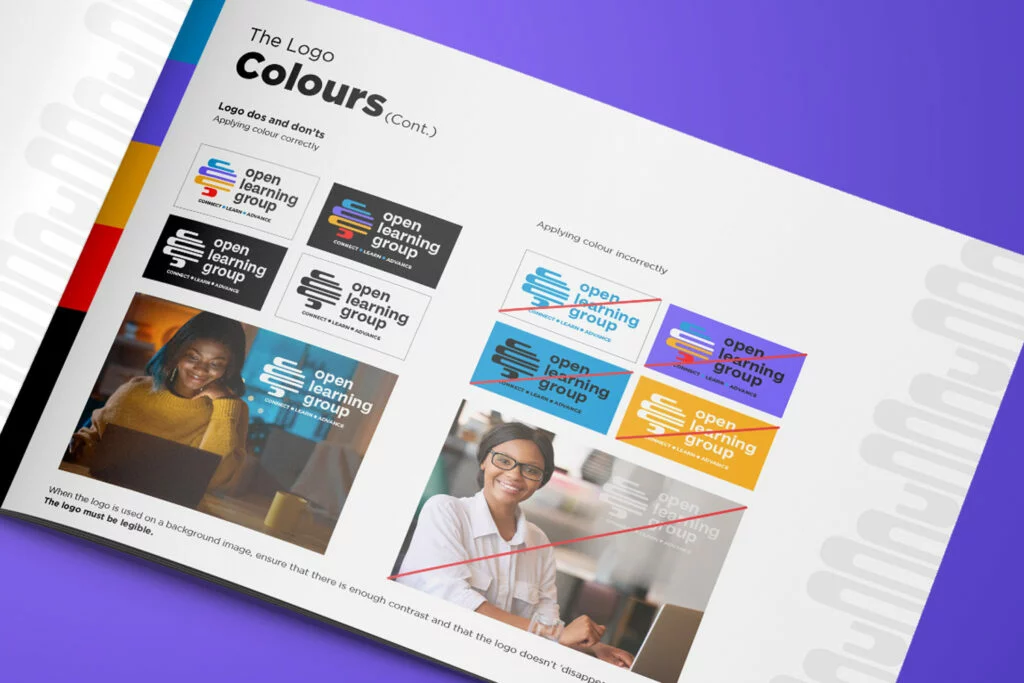 The Logo
Colours (Cont.)
Logo dos and don'ts
Applying colour correctly
open
learning
group
CONNECT LEARN ADVANCE
open
learning
group
CONNECT LEARN ADVANCE
open
learning
group
CONNECT LEARN ADVANCE
open
learning
group
CONNECT LEARN ADVANCE
open
learning
group
CONNECT LEARN ADVANCE
When the logo is used on a background image, ensure that there is enough contrast and that the logo doesn't 'disappe
The logo must be legible.
Applying colour incorrectly
open
learning
group
CONNECT LEARN ADVANCE
open
learning
group
CONNECT LEARN ADVANCE
open
learning
group
CONNECT LEARN ADVANCE
open
learning
group
CONNECT LEARN ADVANCE
open
learning
group